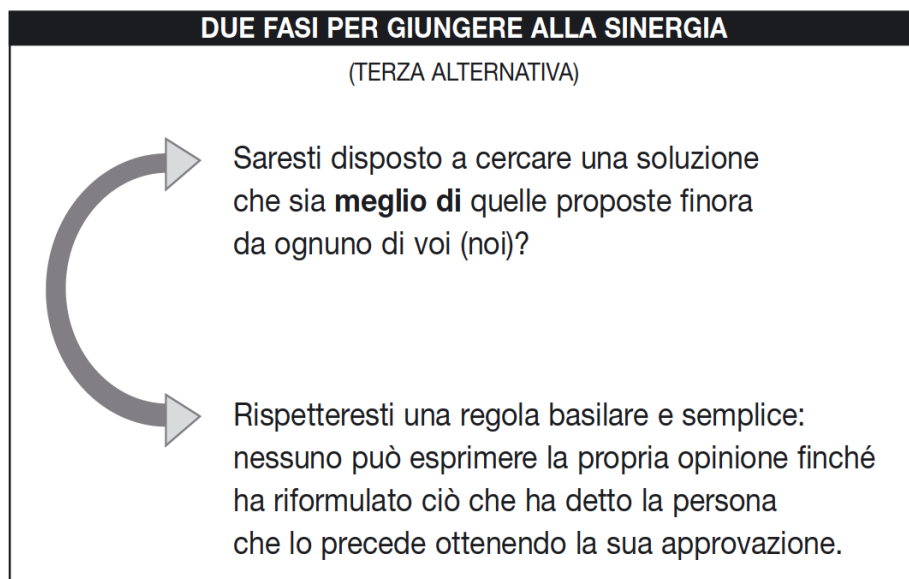 DUE FASI PER GIUNGERE ALLA SINERGIA
(TERZA ALTERNATIVA)
Saresti disposto a cercare una soluzione
che sia meglio di quelle proposte finora
da ognuno di voi (noi)?
Rispetteresti una regola basilare e semplice:
nessuno può esprimere la propria opinione finché
ha riformulato ciò che ha detto la persona
che lo precede ottenendo la sua approvazione.